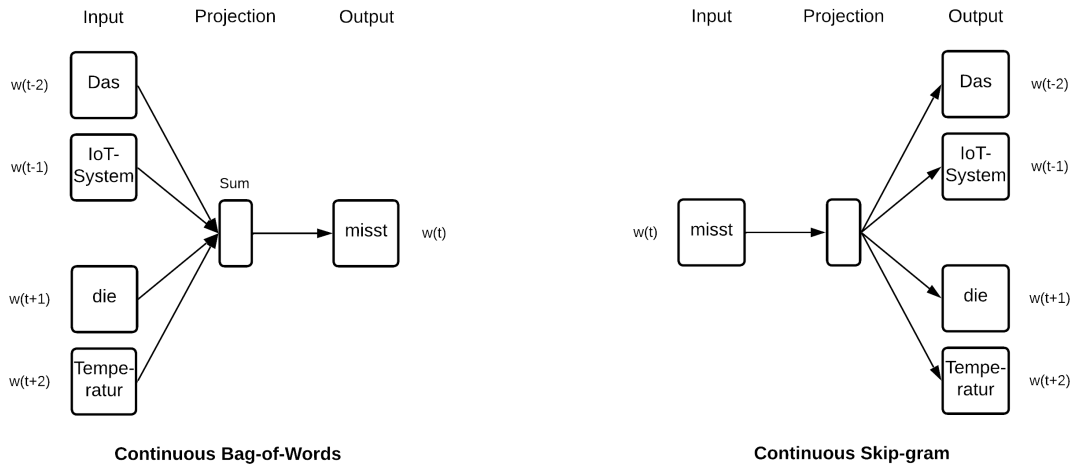 Input Projection Output
w(t-2) Das
w(t-1) IoT-
System
Sum
misst w(t)
w(t+1) die
w(t+2) Tempe-
ratur
Continuous Bag-of-Words
Input Projection Output
Das w(t-2)
IoT- w(t-1)
System
w(t) misst
die w(t+1)
Tempe- w(t+2)
ratur
Continuous Skip-gram